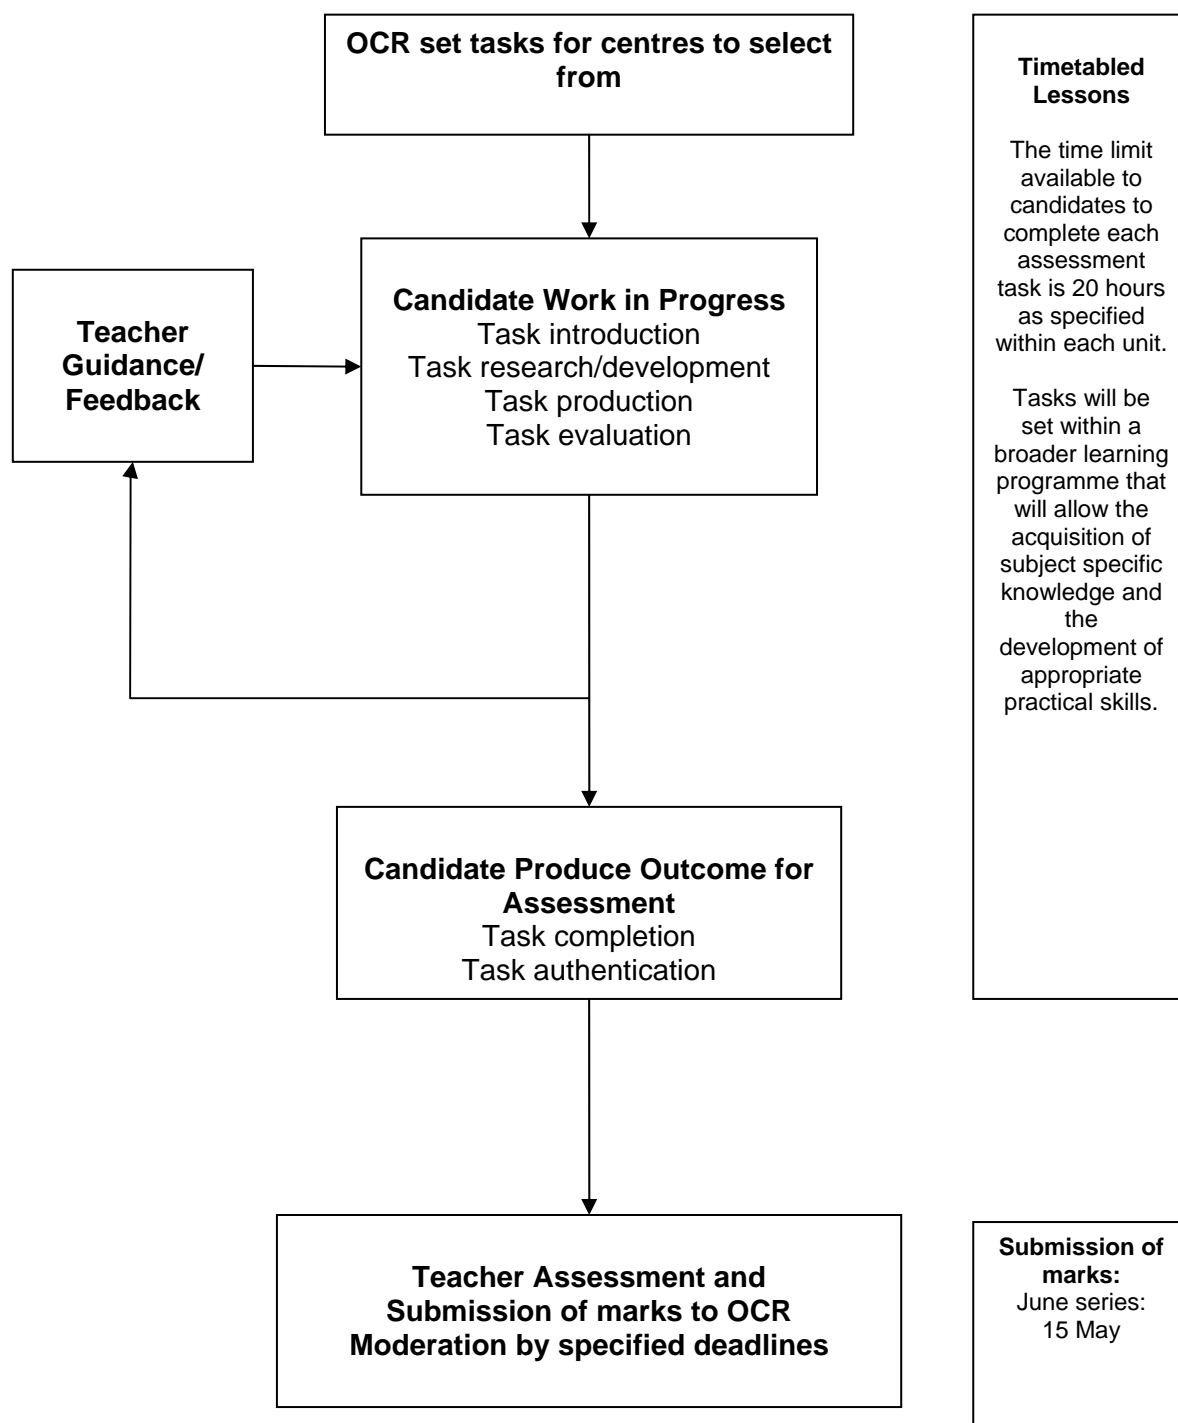 OCR set tasks for centres to select
from
Teacher
Guidance/
Feedback
Candidate Work in Progress
Task introduction
Task research/development
Task production
Task evaluation
Candidate Produce Outcome for
Assessment
Task completion
Task authentication
Teacher Assessment and
Submission of marks to OCR
Moderation by specified deadlines
Timetabled
Lessons
The time limit
available to
candidates to
complete each
assessment
task is 20 hours
as specified
within each unit.
Tasks will be
set within a
broader learning
programme that
will allow the
acquisition of
subject specific
knowledge and
the
development of
appropriate
practical skills.
Submission of
marks:
June series:
15 May